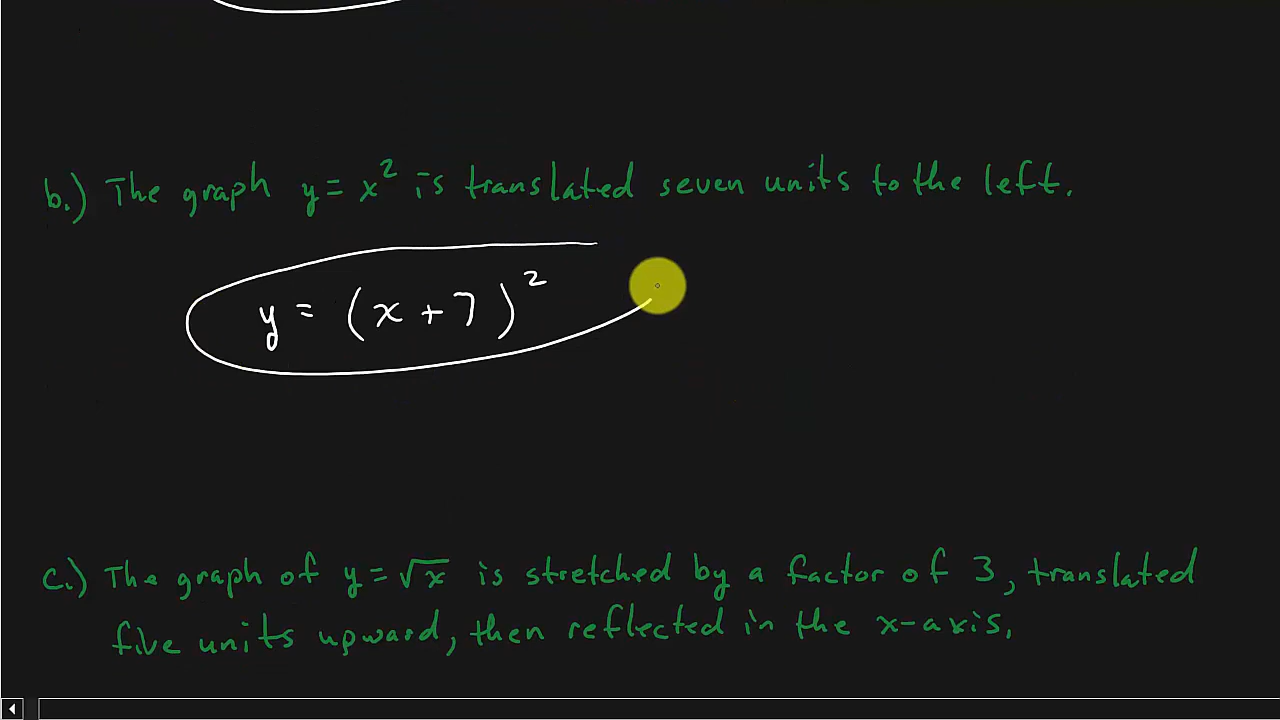 b.) The graph y = x² is translated seven units to the left.
y = (x + 7)²
c.) The graph of y = √x is stretched by a factor of 3, translated
five units upward, then reflected in the x-axis.